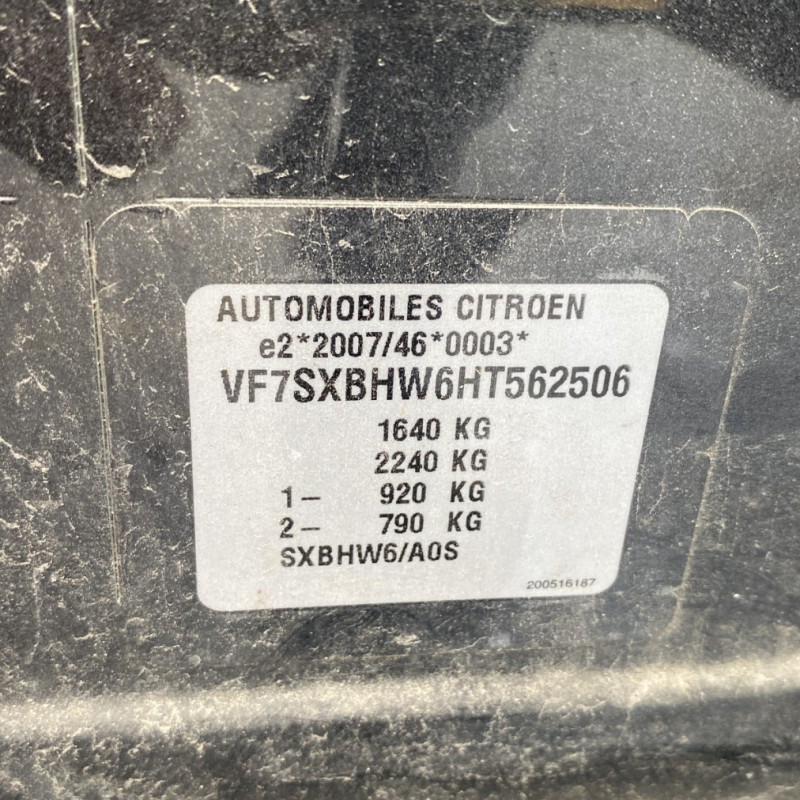 AUTOMOBILES CITROEN
e2*2007/46*0003*
VF7SXBHW6HT562506
1640 KG
2240 KG
1- 920 KG
2- 790 KG
SXBHW6/A0S
200516187